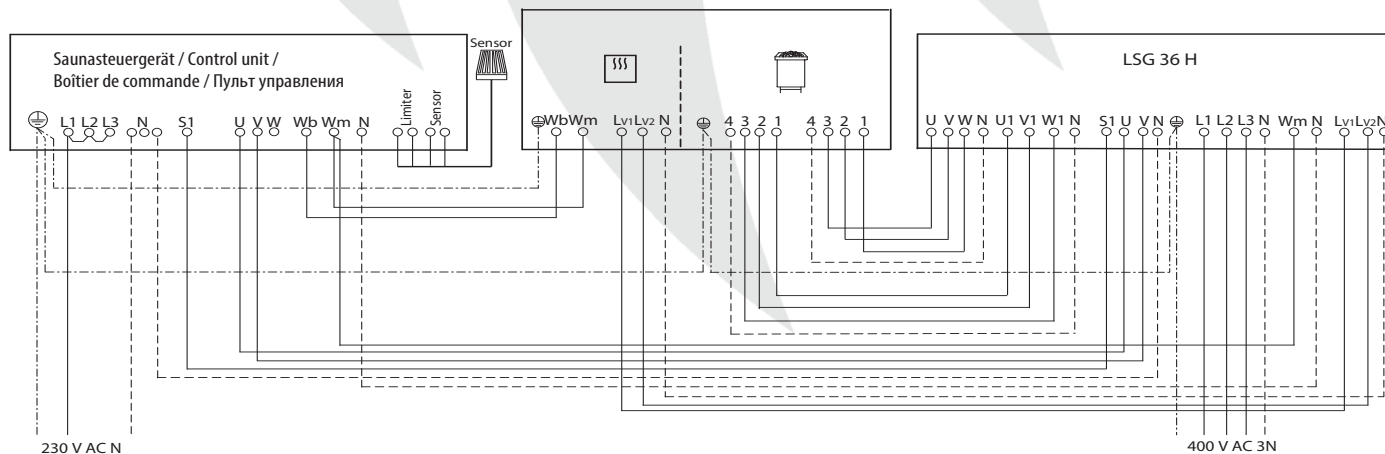 Saunasteuergerät / Control unit /
Boîtier de commande / Пульт управления
L1 L2 L3 N S1 U V W Wb Wm N
Limiter
Sensor
Sensor
Wb Wm Lv1 Lv2 N
4 3 2 1 4 3 2 1
LSG 36 H
U V W N U1 V1 W1 N S1 U V N L1 L2 L3 N Wm N Lv1 Lv2 N
230 V AC N
400 V AC 3N